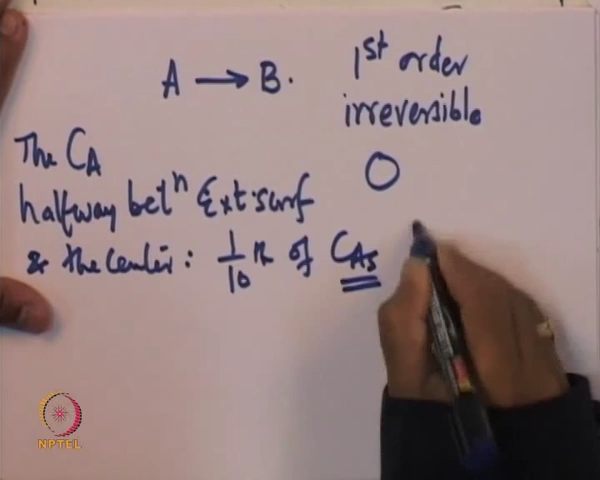 A → B.
1st order
irreversible
The CA
halfway betn Ext. surf
& the center: 1/10 th of CAs
NPTEL